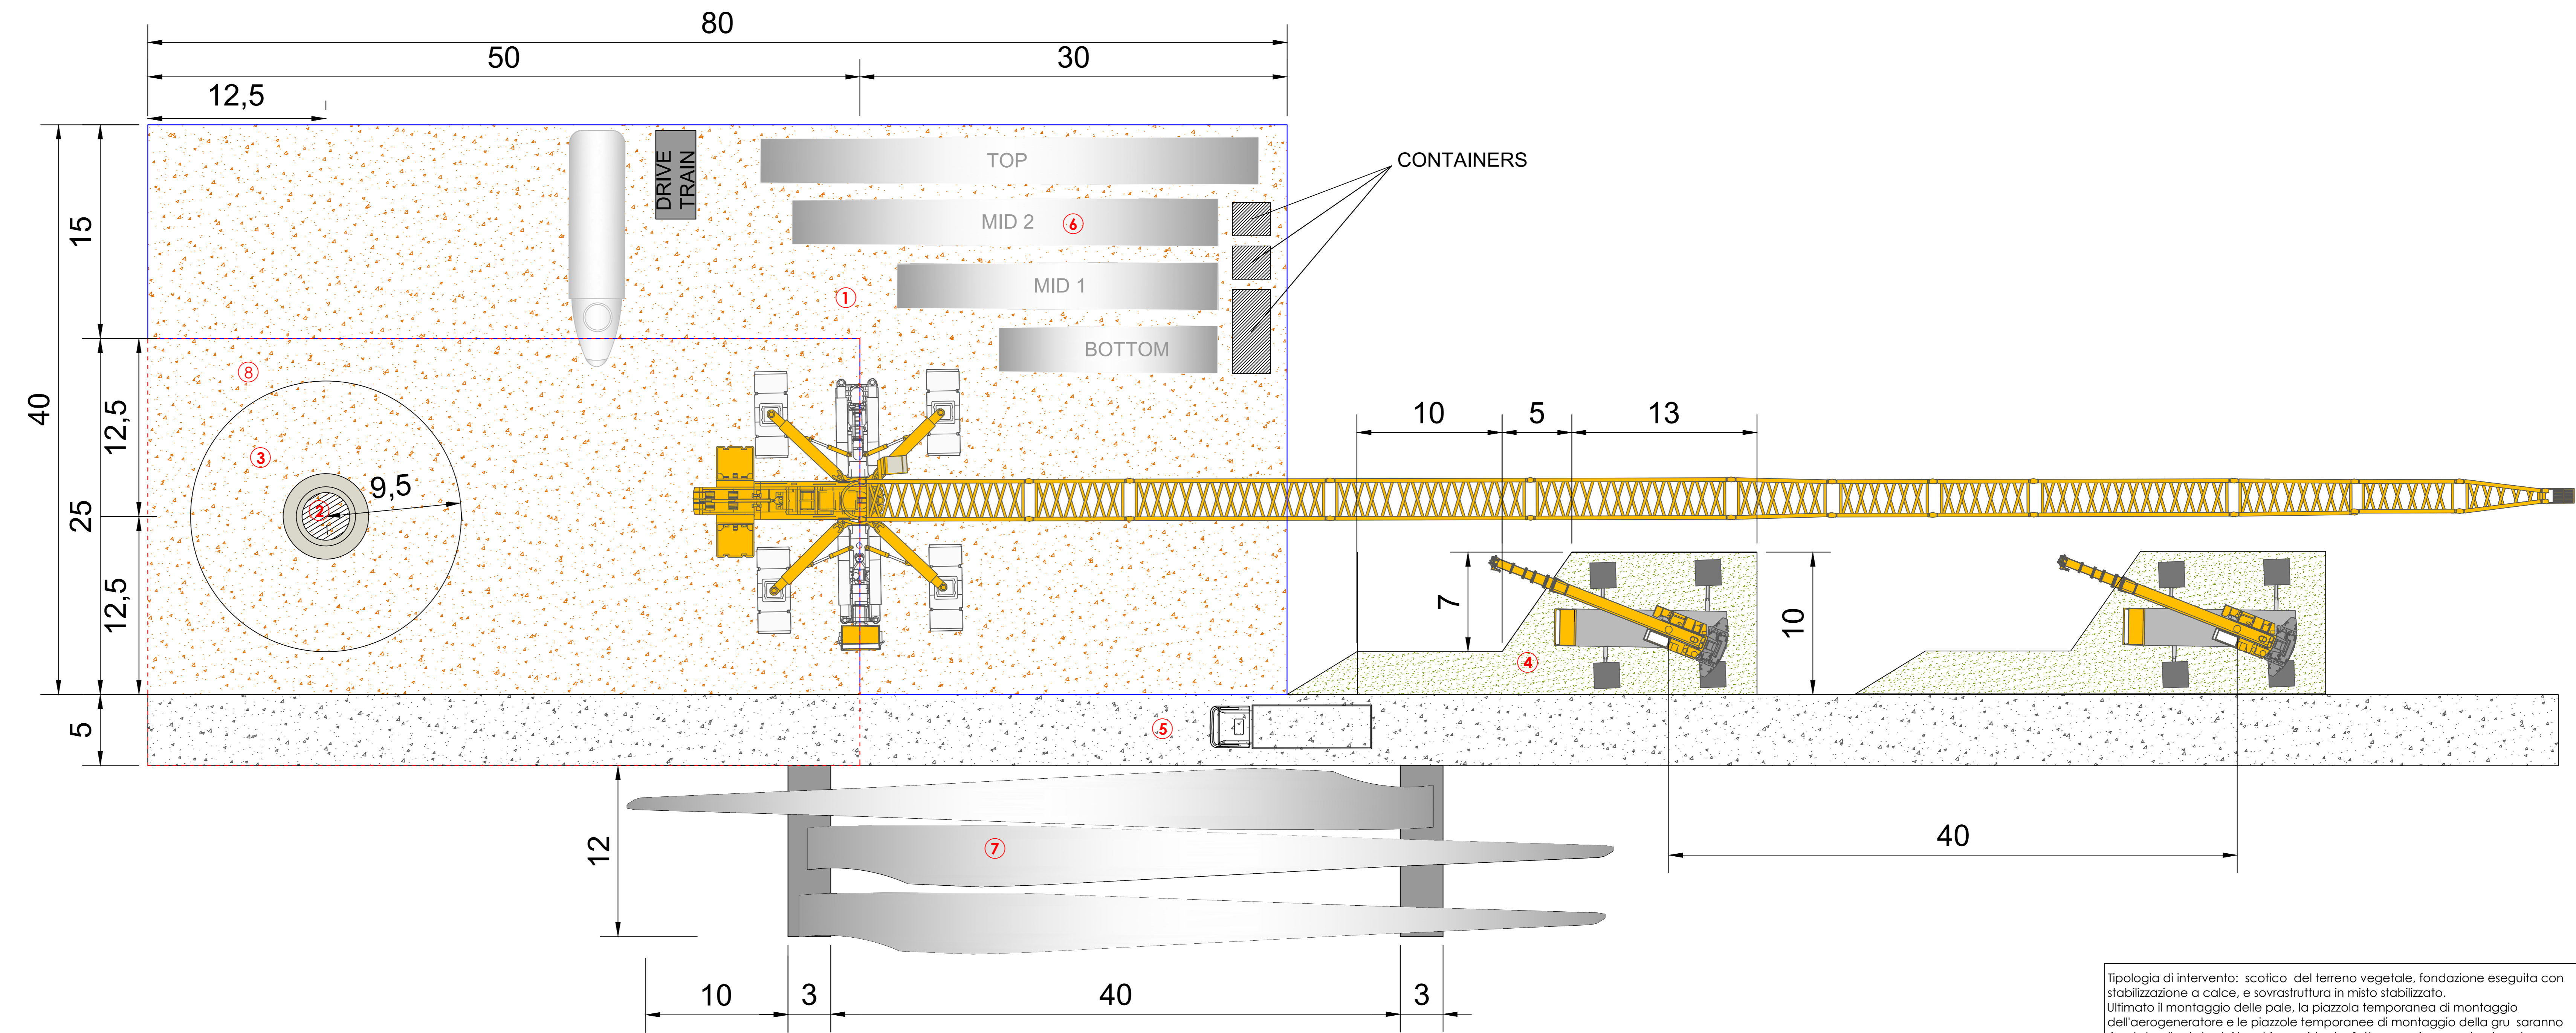 80
50
30
12,5
DRIVE
TRAIN
TOP
CONTAINERS
MID 2
⑥
15
MID 1
①
BOTTOM
⑧
10
5
13
40
12,5
③
9,5
②
25
12,5
7
10
④
5
⑤
12
⑦
40
10
3
40
3
Tipologia di intervento: scotico del terreno vegetale, fondazione eseguita con
stabilizzazione a calce, e sovrastruttura in misto stabilizzato.
Ultimato il montaggio delle pale, la piazzola temporanea di montaggio
dell'aerogeneratore e le piazzole temporanee di montaggio della gru saranno